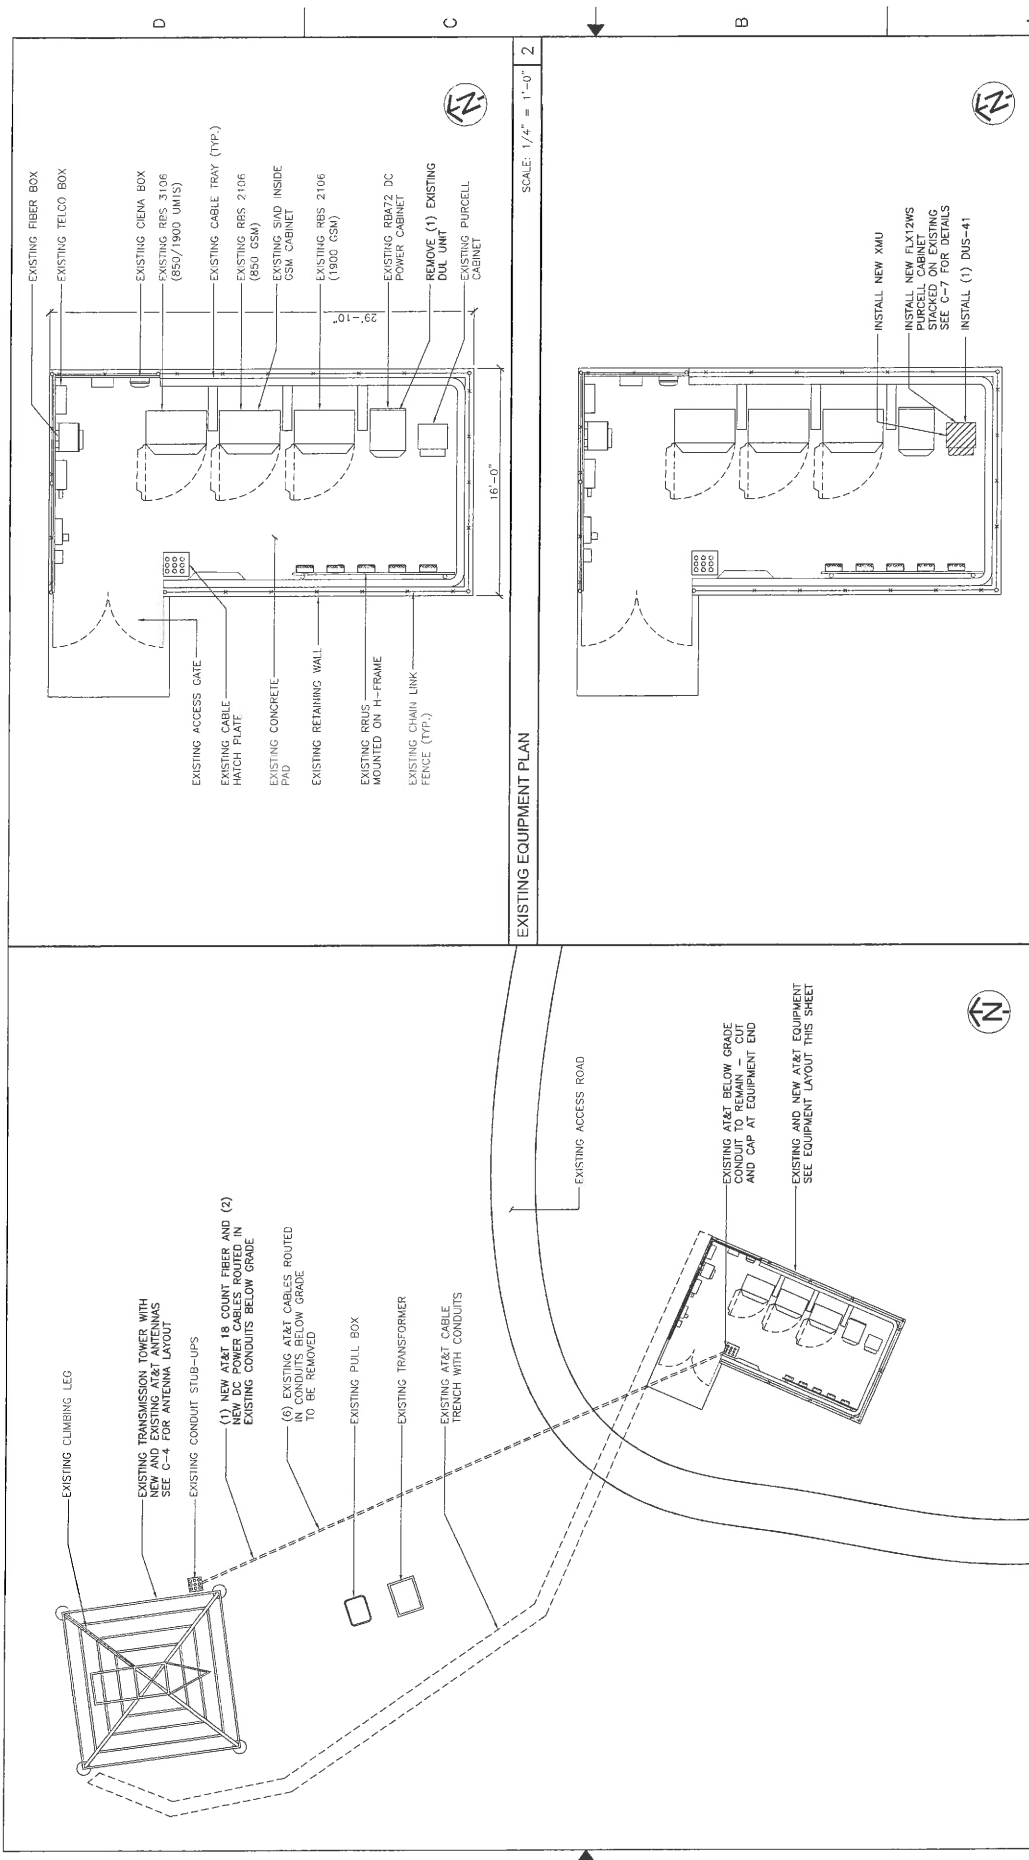 D
C
B
EXISTING FIBER BOX
EXISTING TELCO BOX
EXISTING CIENA BOX
EXISTING RBS 3106
(850/1900 UMTS)
EXISTING CABLE TRAY (TYP.)
EXISTING RBS 2106
(850 GSM)
EXISTING SIAD INSIDE
GSM CABINET
EXISTING RBS 2106
(1900 GSM)
EXISTING RBA72 DC
POWER CABINET
REMOVE (1) EXISTING
DUL UNIT
EXISTING PURCELL
CABINET
29'-10"
16'-0"
EXISTING ACCESS GATE
EXISTING CABLE
HATCH PLATE
EXISTING CONCRETE
PAD
EXISTING RETAINING WALL
EXISTING RRUS
MOUNTED ON H-FRAME
EXISTING CHAIN LINK
FENCE (TYP.)
N
EXISTING EQUIPMENT PLAN
SCALE: 1/4" = 1'-0"
2
INSTALL NEW XMU
INSTALL NEW FLX12WS
PURCELL CABINET
STACKED ON EXISTING
SEE C-7 FOR DETAILS
INSTALL (1) DUS-41
N
EXISTING CLIMBING LEG
EXISTING TRANSMISSION TOWER WITH
NEW AND EXISTING AT&T ANTENNAS
SEE C-4 FOR ANTENNA LAYOUT
EXISTING CONDUIT STUB-UPS
(1) NEW AT&T 18 COUNT FIBER AND (2)
NEW DC POWER CABLES ROUTED IN
EXISTING CONDUITS BELOW GRADE
(6) EXISTING AT&T CABLES ROUTED
IN CONDUITS BELOW GRADE
TO BE REMOVED
EXISTING PULL BOX
EXISTING TRANSFORMER
EXISTING AT&T CABLE
TRENCH WITH CONDUITS
EXISTING ACCESS ROAD
EXISTING AT&T BELOW GRADE
CONDUIT TO REMAIN - CUT
AND CAP AT EQUIPMENT END
EXISTING AND NEW AT&T EQUIPMENT
SEE EQUIPMENT LAYOUT THIS SHEET
N